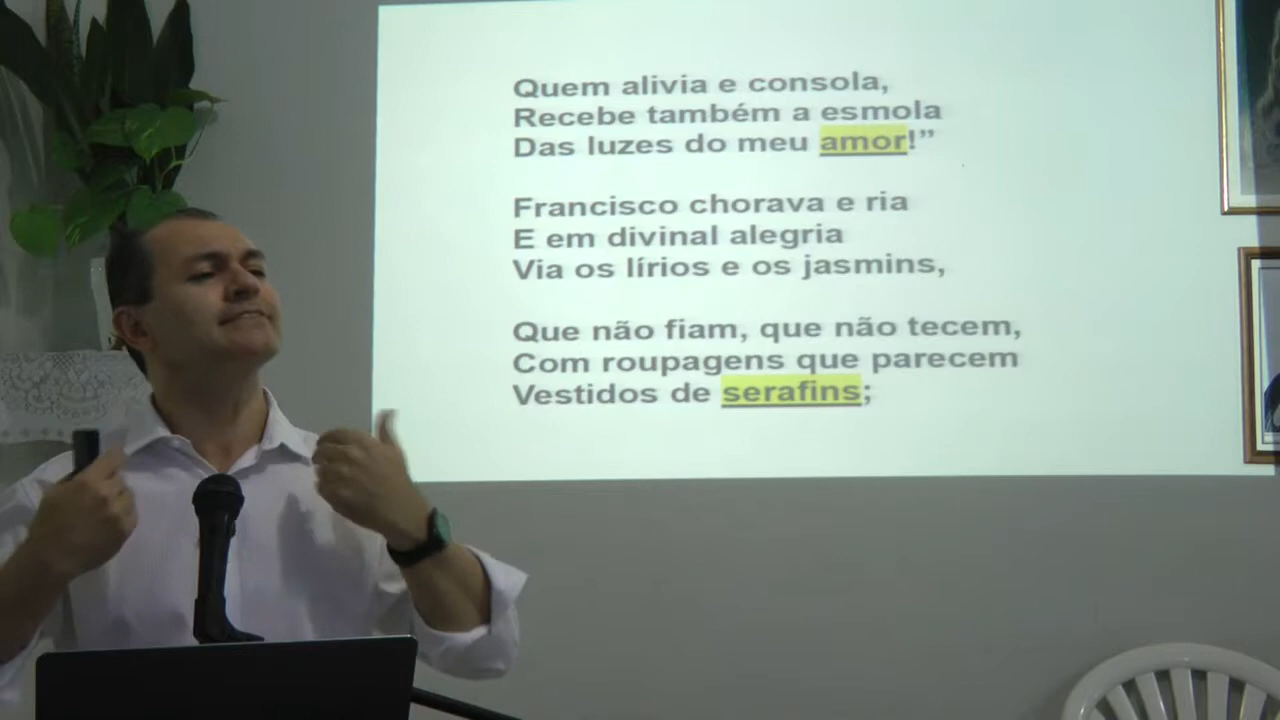 Quem alivia e consola,
Recebe também a esmola
Das luzes do meu amor!”
Francisco chorava e ria
E em divinal alegria
Via os lírios e os jasmins,
Que não fiam, que não tecem,
Com roupagens que parecem
Vestidos de serafins;